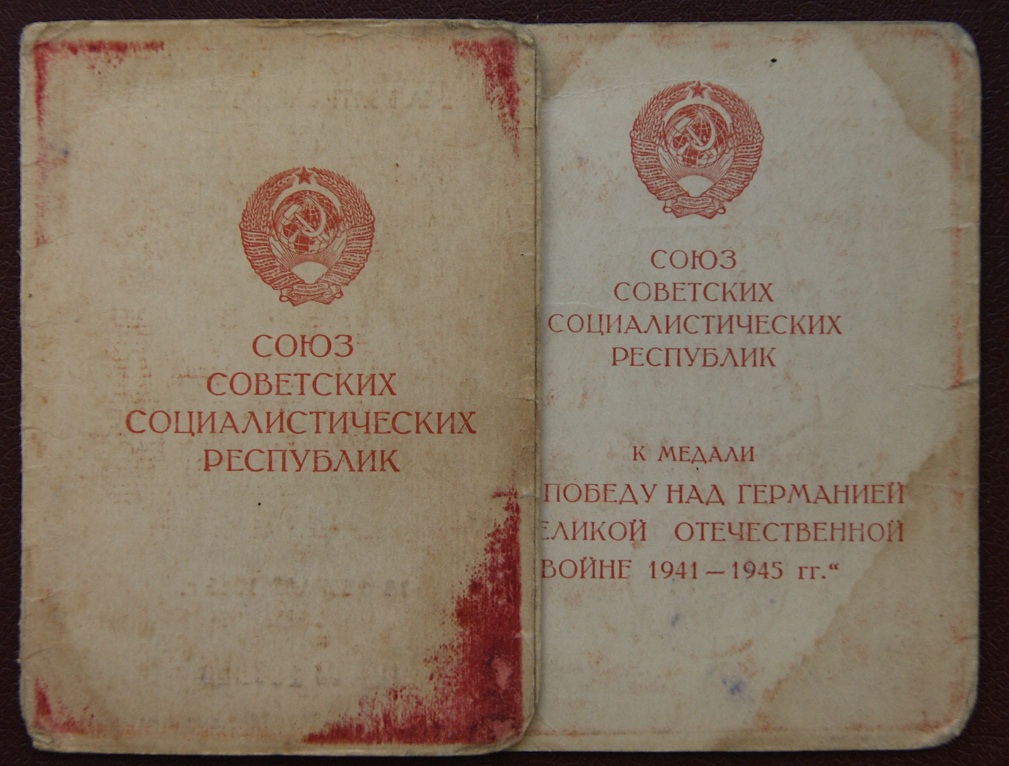 СОЮЗ
СОВЕТСКИХ
СОЦИАЛИСТИЧЕСКИХ
РЕСПУБЛИК
СОЮЗ
СОВЕТСКИХ
СОЦИАЛИСТИЧЕСКИХ
РЕСПУБЛИК
К МЕДАЛИ
ПОБЕДУ НАД ГЕРМАНИЕЙ
ЕЛИКОЙ ОТЕЧЕСТВЕННОЙ
ВОЙНЕ 1941 — 1945 гг.“